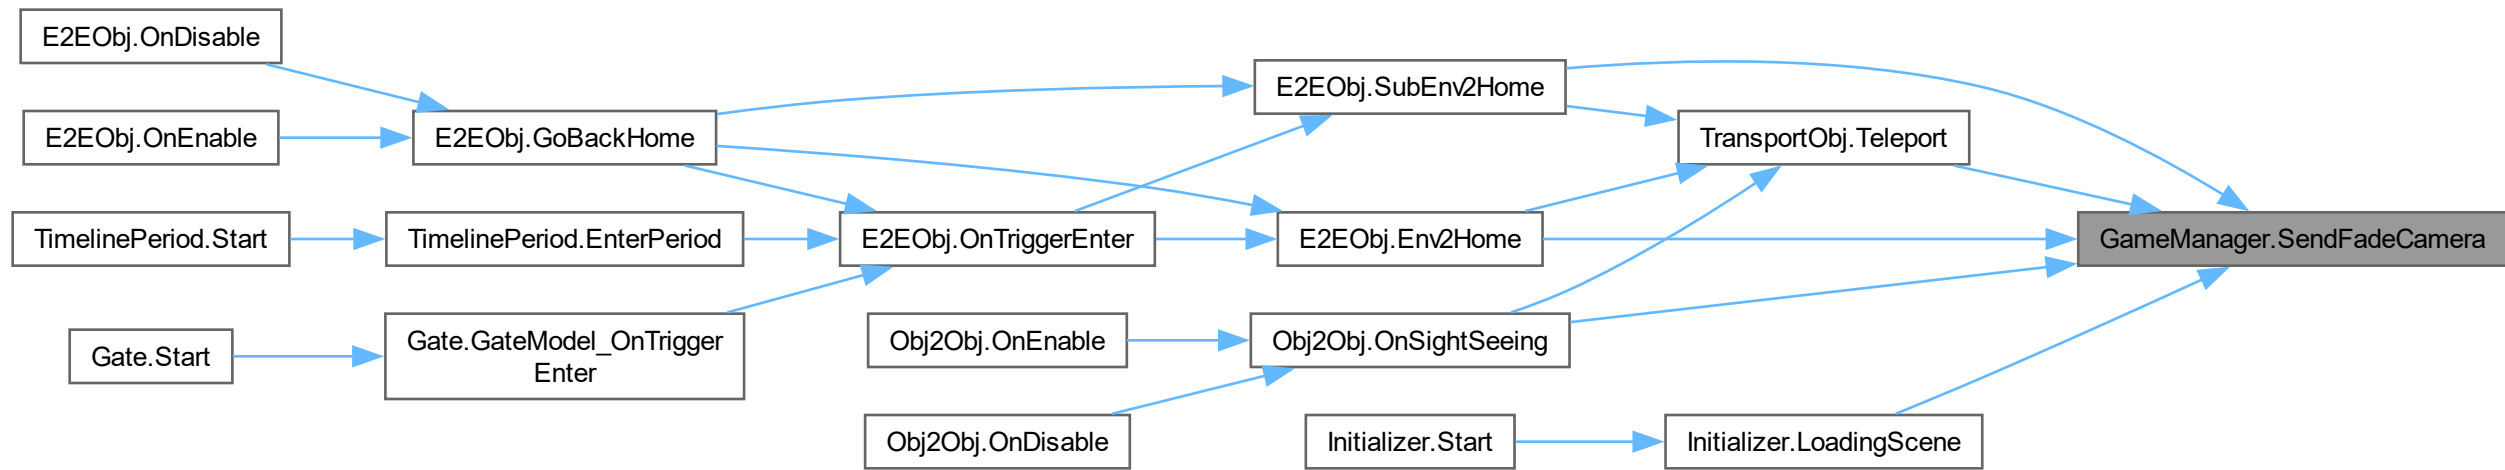 E2EObj.OnDisable
E2EObj.OnEnable
TimelinePeriod.Start
Gate.Start
E2EObj.GoBackHome
TimelinePeriod.EnterPeriod
Gate.GateModel_OnTrigger
Enter
E2EObj.OnTriggerEnter
Obj2Obj.OnEnable
Obj2Obj.OnDisable
E2EObj.SubEnv2Home
E2EObj.Env2Home
Obj2Obj.OnSightSeeing
Initializer.Start
TransportObj.Teleport
Initializer.LoadingScene
GameManager.SendFadeCamera